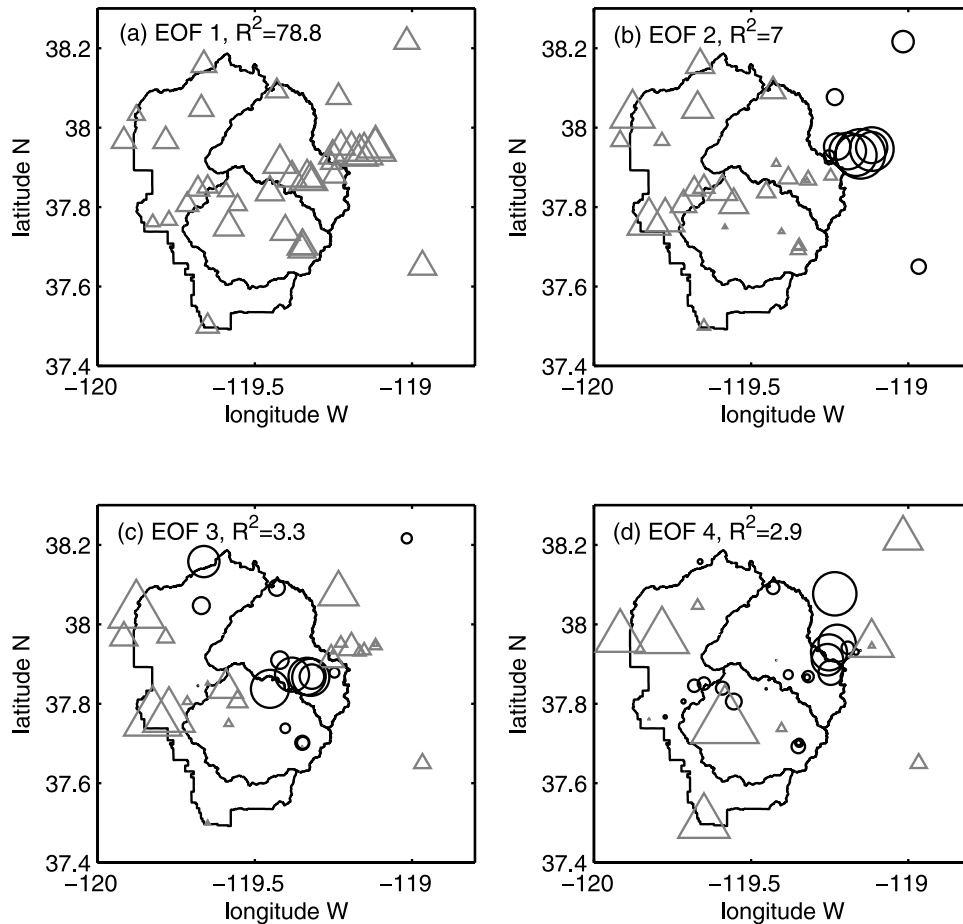 (a) EOF 1, R²=78.8
38.2
38
37.8
37.6
37.4
latitude N
−120
−119.5
−119
longitude W
(b) EOF 2, R²=7
38.2
38
37.8
37.6
37.4
latitude N
−120
−119.5
−119
longitude W
(c) EOF 3, R²=3.3
38.2
38
37.8
37.6
37.4
latitude N
−120
−119.5
−119
longitude W
(d) EOF 4, R²=2.9
38.2
38
37.8
37.6
37.4
latitude N
−120
−119.5
−119
longitude W